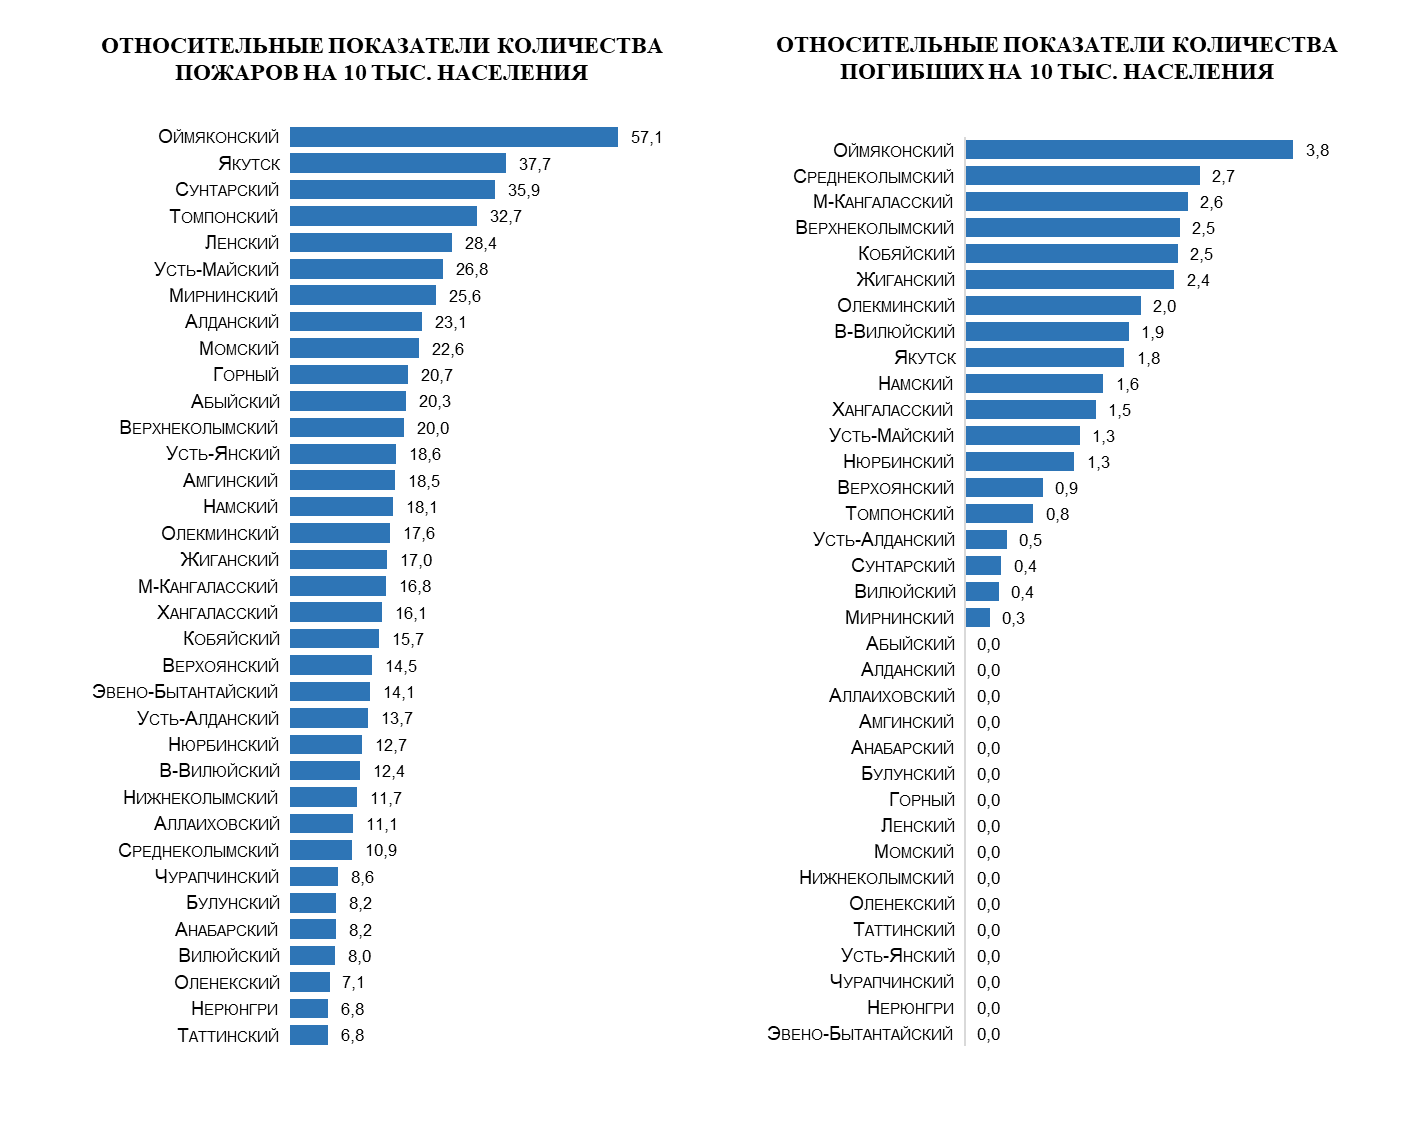 ОТНОСИТЕЛЬНЫЕ ПОКАЗАТЕЛИ КОЛИЧЕСТВА
ПОЖАРОВ НА 10 ТЫС. НАСЕЛЕНИЯ
ОЙМЯКОНСКИЙ 57,1
ЯКУТСК 37,7
СУНТАРСКИЙ 35,9
ТОМПОНСКИЙ 32,7
ЛЕНСКИЙ 28,4
УСТЬ-МАЙСКИЙ 26,8
МИРНИНСКИЙ 25,6
АЛДАНСКИЙ 23,1
МОМСКИЙ 22,6
ГОРНЫЙ 20,7
АБЫЙСКИЙ 20,3
ВЕРХНЕКОЛЫМСКИЙ 20,0
УСТЬ-ЯНСКИЙ 18,6
АМГИНСКИЙ 18,5
НАМСКИЙ 18,1
ОЛЕКМИНСКИЙ 17,6
ЖИГАНСКИЙ 17,0
М-КАНГАЛАССКИЙ 16,8
ХАНГАЛАССКИЙ 16,1
КОБЯЙСКИЙ 15,7
ВЕРХОЯНСКИЙ 14,5
ЭВЕНО-БЫТАНТАЙСКИЙ 14,1
УСТЬ-АЛДАНСКИЙ 13,7
НЮРБИНСКИЙ 12,7
В-ВИЛЮЙСКИЙ 12,4
НИЖНЕКОЛЫМСКИЙ 11,7
АЛЛАИХОВСКИЙ 11,1
СРЕДНЕКОЛЫМСКИЙ 10,9
ЧУРАПЧИНСКИЙ 8,6
БУЛУНСКИЙ 8,2
АНАБАРСКИЙ 8,2
ВИЛЮЙСКИЙ 8,0
ОЛЕНЕКСКИЙ 7,1
НЕРЮНГРИ 6,8
ТАТТИНСКИЙ 6,8
ОТНОСИТЕЛЬНЫЕ ПОКАЗАТЕЛИ КОЛИЧЕСТВА
ПОГИБШИХ НА 10 ТЫС. НАСЕЛЕНИЯ
ОЙМЯКОНСКИЙ 3,8
СРЕДНЕКОЛЫМСКИЙ 2,7
М-КАНГАЛАССКИЙ 2,6
ВЕРХНЕКОЛЫМСКИЙ 2,5
КОБЯЙСКИЙ 2,5
ЖИГАНСКИЙ 2,4
ОЛЕКМИНСКИЙ 2,0
В-ВИЛЮЙСКИЙ 1,9
ЯКУТСК 1,8
НАМСКИЙ 1,6
ХАНГАЛАССКИЙ 1,5
УСТЬ-МАЙСКИЙ 1,3
НЮРБИНСКИЙ 1,3
ВЕРХОЯНСКИЙ 0,9
ТОМПОНСКИЙ 0,8
УСТЬ-АЛДАНСКИЙ 0,5
СУНТАРСКИЙ 0,4
ВИЛЮЙСКИЙ 0,4
МИРНИНСКИЙ 0,3
АБЫЙСКИЙ 0,0
АЛДАНСКИЙ 0,0
АЛЛАИХОВСКИЙ 0,0
АМГИНСКИЙ 0,0
АНАБАРСКИЙ 0,0
БУЛУНСКИЙ 0,0
ГОРНЫЙ 0,0
ЛЕНСКИЙ 0,0
МОМСКИЙ 0,0
НИЖНЕКОЛЫМСКИЙ 0,0
ОЛЕНЕКСКИЙ 0,0
ТАТТИНСКИЙ 0,0
УСТЬ-ЯНСКИЙ 0,0
ЧУРАПЧИНСКИЙ 0,0
НЕРЮНГРИ 0,0
ЭВЕНО-БЫТАНТАЙСКИЙ 0,0